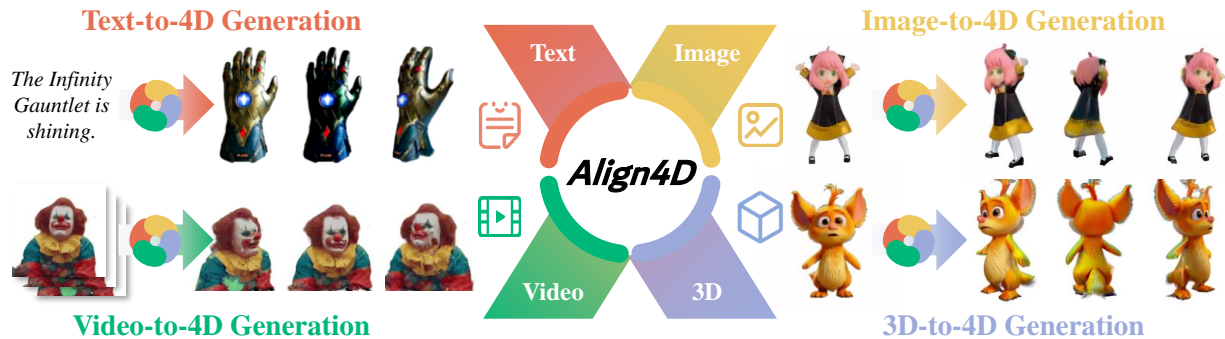 Text-to-4D Generation
Image-to-4D Generation
Text
Image
The Infinity
Gauntlet is
shining.
Align4D
Video
3D
Video-to-4D Generation
3D-to-4D Generation